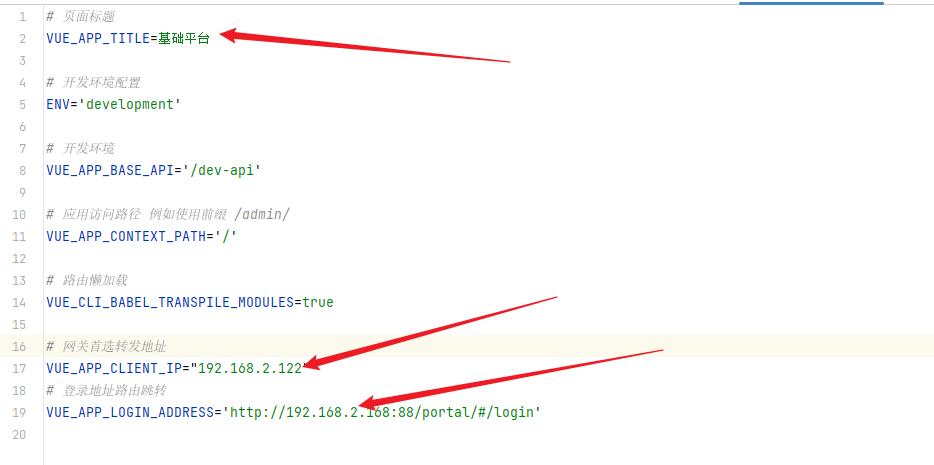 1 # 页面标题
2 VUE_APP_TITLE=基础平台
3
4 # 开发环境配置
5 ENV='development'
6
7 # 开发环境
8 VUE_APP_BASE_API='/dev-api'
9
10 # 应用访问路径 例如使用前缀 /admin/
11 VUE_APP_CONTEXT_PATH='/'
12
13 # 路由懒加载
14 VUE_CLI_BABEL_TRANSPILE_MODULES=true
15
16 # 网关首选转发地址
17 VUE_APP_CLIENT_IP="192.168.2.122"
18 # 登录地址路由跳转
19 VUE_APP_LOGIN_ADDRESS='http://192.168.2.168:88/portal/#/login'
20